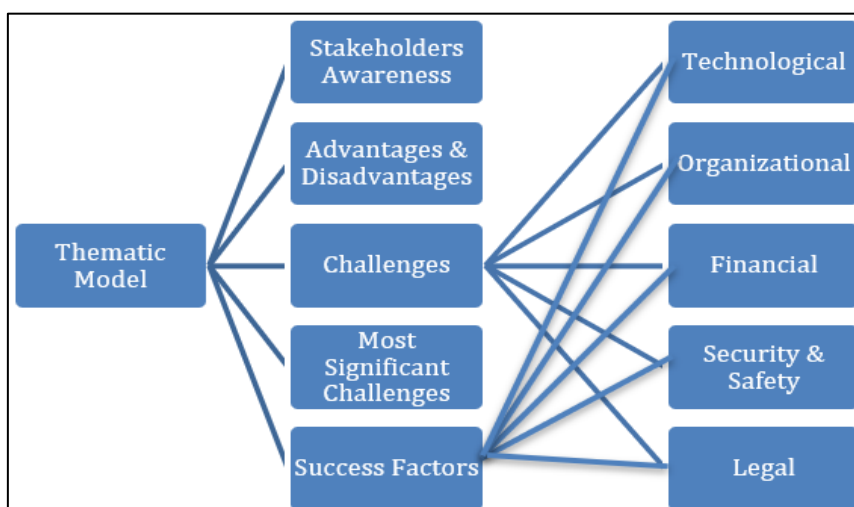 Thematic
Model
Stakeholders
Awareness
Advantages &
Disadvantages
Challenges
Most
Significant
Challenges
Success Factors
Technological
Organizational
Financial
Security &
Safety
Legal